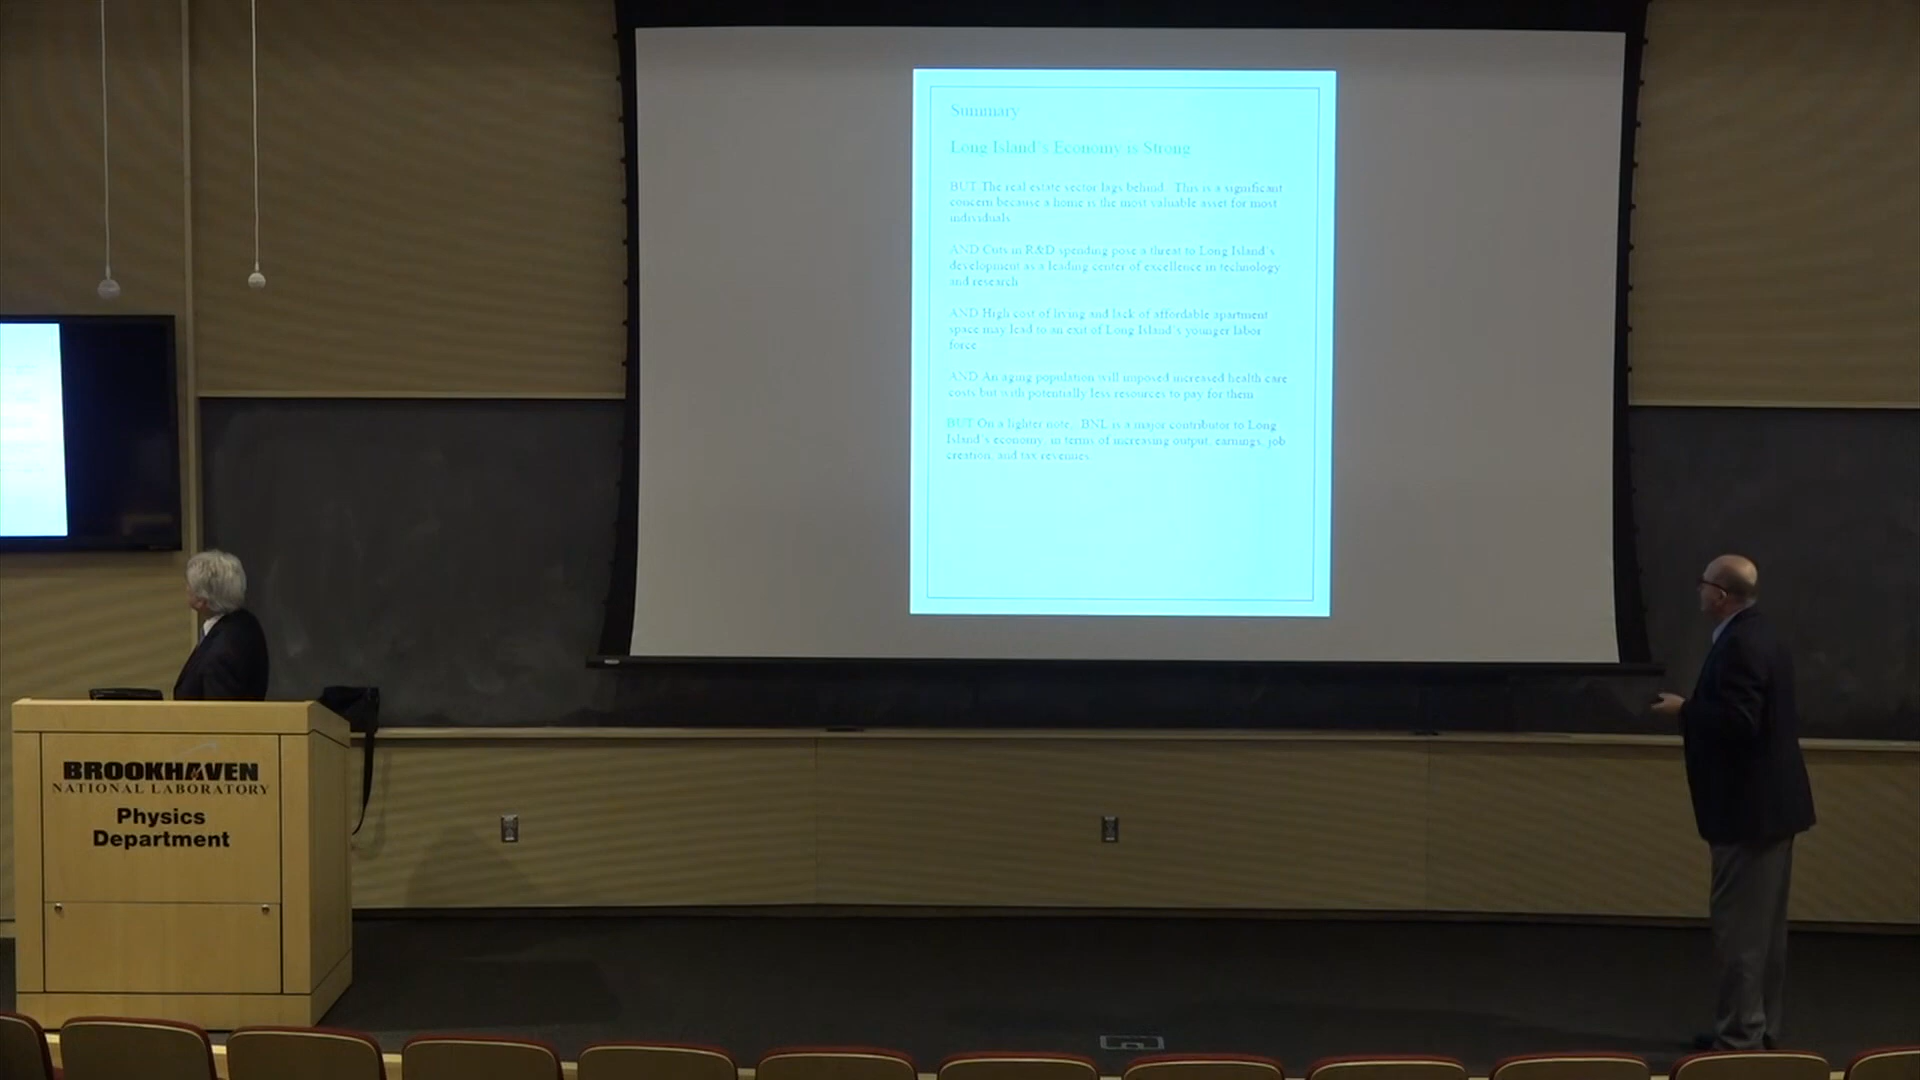 Summary
Long Island's Economy is Strong
BUT The real estate sector lags behind. This is a significant
concern because a home is the most valuable asset for most
individuals.
AND Cuts in R&D spending pose a threat to Long Island's
development as a leading center of excellence in technology
and research.
AND High cost of living and lack of affordable apartment
space may lead to an exit of Long Island's younger labor
force.
AND An aging population will imposed increased health care
costs but with potentially less resources to pay for them.
BUT On a lighter note, BNL is a major contributor to Long
Island's economy, in terms of increasing output, earnings, job
creation, and tax revenues.
BROOKHAVEN
NATIONAL LABORATORY
Physics
Department